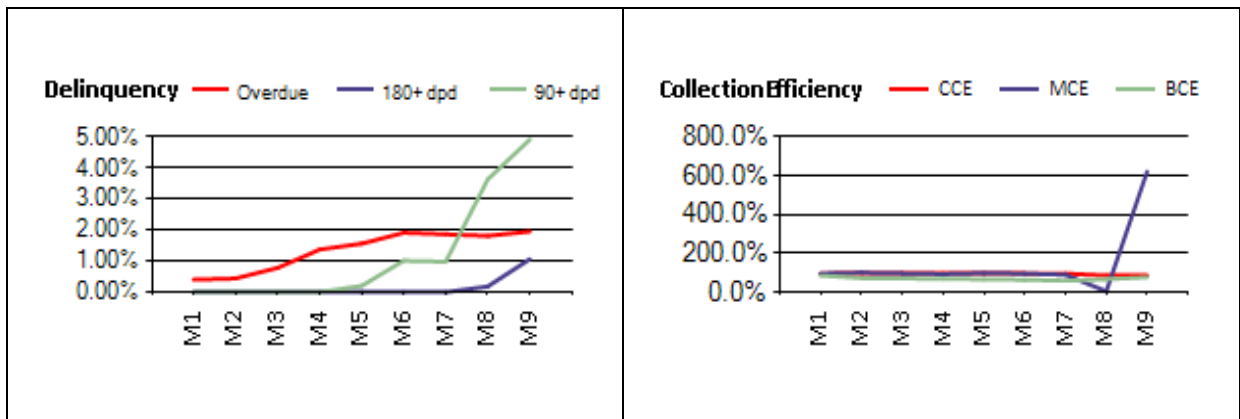 Delinquency Overdue 180+ dpd 90+ dpd
5.00%
4.00%
3.00%
2.00%
1.00%
0.00%
M1 M2 M3 M4 M5 M6 M7 M8 M9
Collection Efficiency CCE MCE BCE
800.0%
600.0%
400.0%
200.0%
0.0%
M1 M2 M3 M4 M5 M6 M7 M8 M9